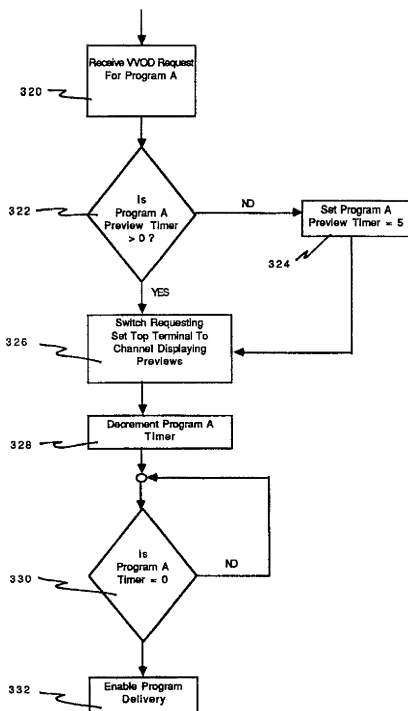 Receive VVOD Request
For Program A
320
Is
Program A
Preview Timer
> 0 ?
322
NO
Set Program A
Preview Timer = 5
324
YES
Switch Requesting
Set Top Terminal To
Channel Displaying
Previews
326
Decrement Program A
Timer
328
Is
Program A
Timer = 0
330
NO
Enable Program
Delivery
332